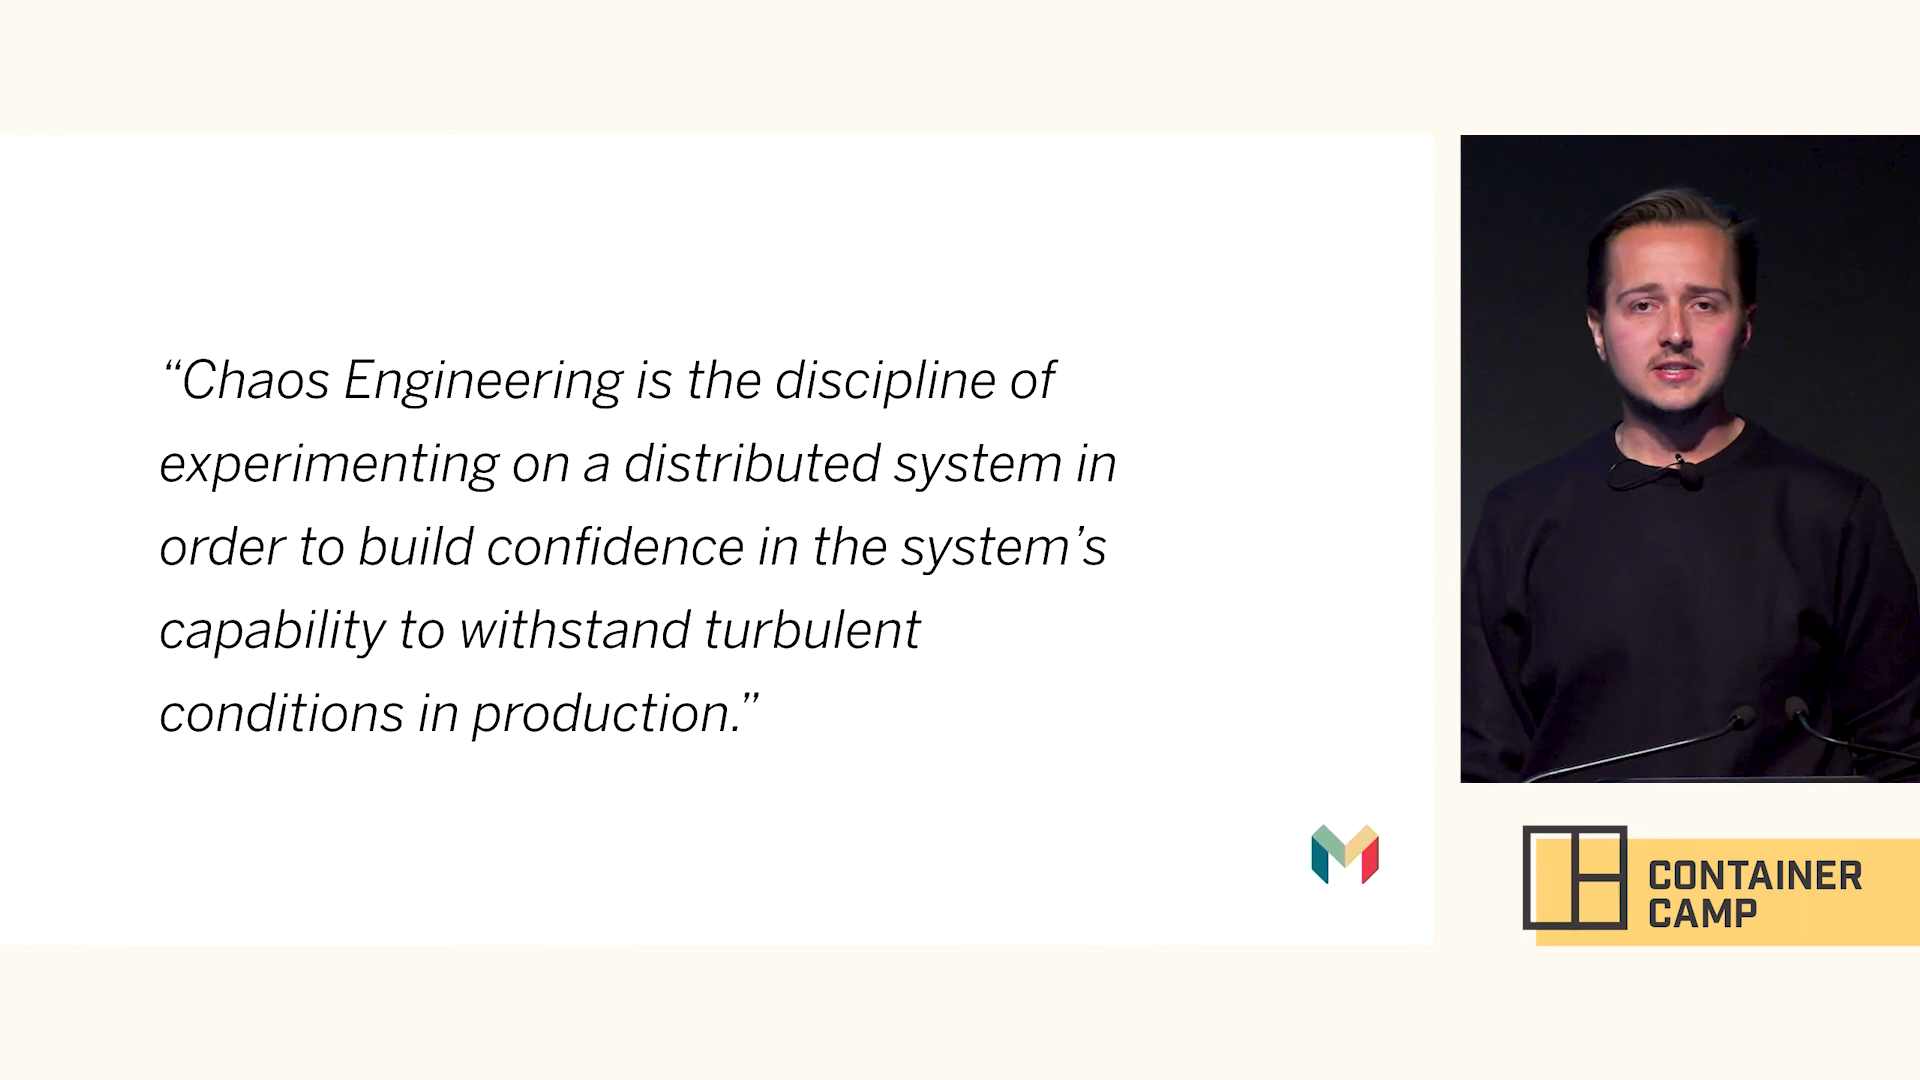 “Chaos Engineering is the discipline of
experimenting on a distributed system in
order to build confidence in the system’s
capability to withstand turbulent
conditions in production.”
CONTAINER
CAMP